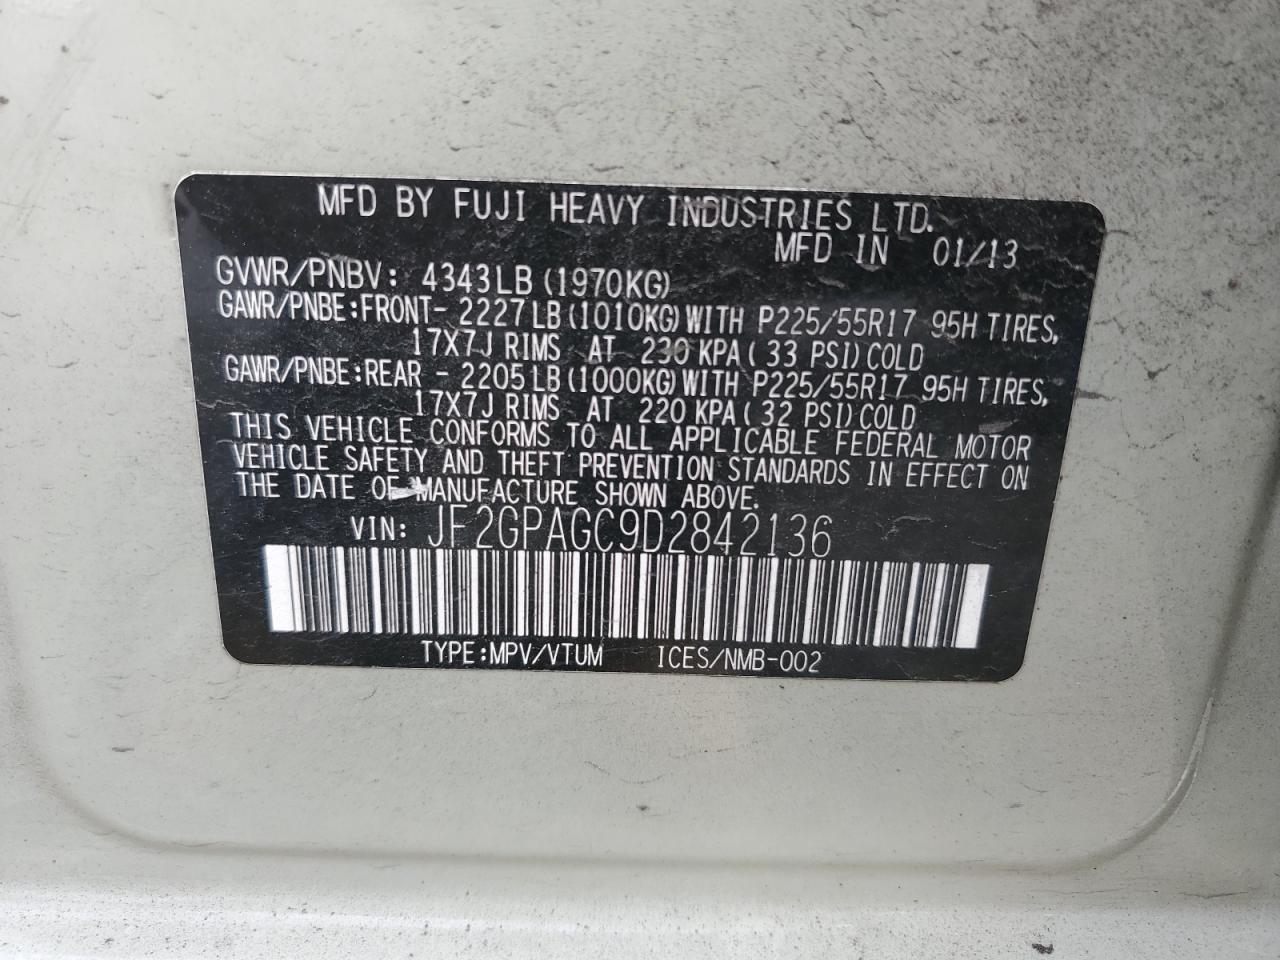 MFD BY FUJI HEAVY INDUSTRIES LTD.
MFD IN 01/13
GVWR/PNBV: 4343LB (1970KG)
GAWR/PNBE:FRONT- 2227LB (1010KG) WITH P225/55R17 95H TIRES,
17X7J RIMS AT 230 KPA (33 PSI) COLD
GAWR/PNBE:REAR - 2205LB (1000KG) WITH P225/55R17 95H TIRES,
17X7J RIMS AT 220 KPA (32 PSI) COLD
THIS VEHICLE CONFORMS TO ALL APPLICABLE FEDERAL MOTOR
VEHICLE SAFETY AND THEFT PREVENTION STANDARDS IN EFFECT ON
THE DATE OF MANUFACTURE SHOWN ABOVE.
VIN: JF2GPAGC9D2842136
TYPE:MPV/VTUM ICES/NMB-002